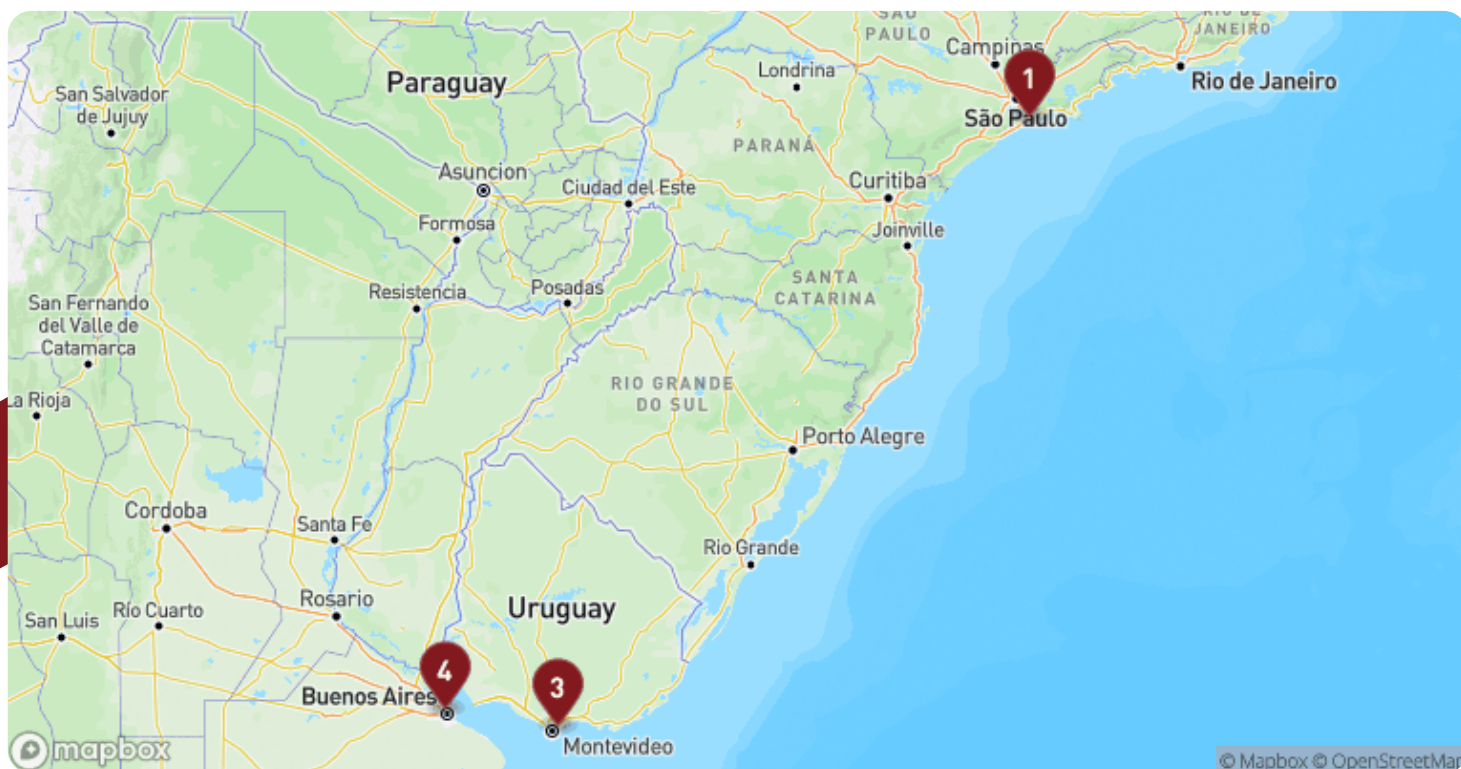 SÃO
PAULO
RIO DE
JANEIRO
Campinas
1
Londrina
Rio de Janeiro
Paraguay
San Salvador
de Jujuy
São Paulo
PARANÁ
Asuncion
Ciudad del Este
Curitiba
Formosa
Joinville
SANTA
CATARINA
Resistencia
Posadas
San Fernando
del Valle de
Catamarca
RIO GRANDE
DO SUL
La Rioja
Porto Alegre
Cordoba
Santa Fe
Rio Grande
Rosario
Río Cuarto
San Luis
Uruguay
4
3
Buenos Aires
Montevideo
mapbox
© Mapbox © OpenStreetMap